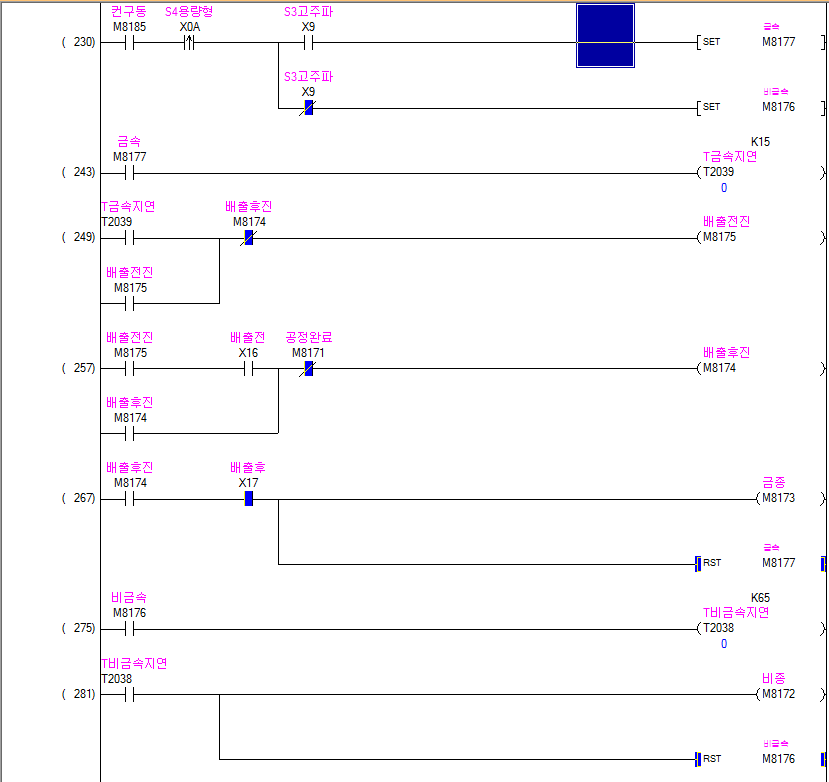 컨구동 S4용량형 S3고주파 금속
M8185 X0A X9
( 230) SET M8177
S3고주파 비금속
X9 SET M8176
금속 K15
M8177 T금속지연
( 243) T2039
0
T금속지연 배출후진
T2039 M8174 배출전진
( 249) M8175
배출전진
M8175
배출전진 배출전 공정완료
M8175 X16 M8171 배출후진
( 257) M8174
배출후진
M8174
배출후진 배출후
M8174 X17 금종
( 267) M8173
금속
RST M8177
비금속 K65
M8176 T비금속지연
( 275) T2038
0
T비금속지연
T2038 비종
( 281) M8172
비금속
RST M8176